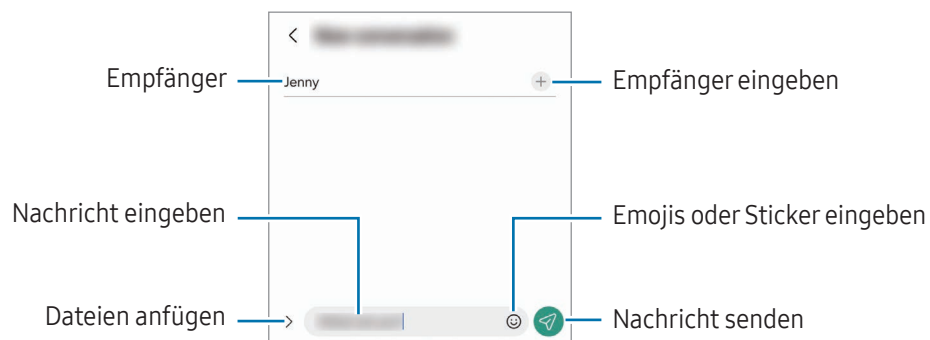 Empfänger
Jenny
Empfänger eingeben
Nachricht eingeben
Emojis oder Sticker eingeben
Dateien anfügen
Nachricht senden